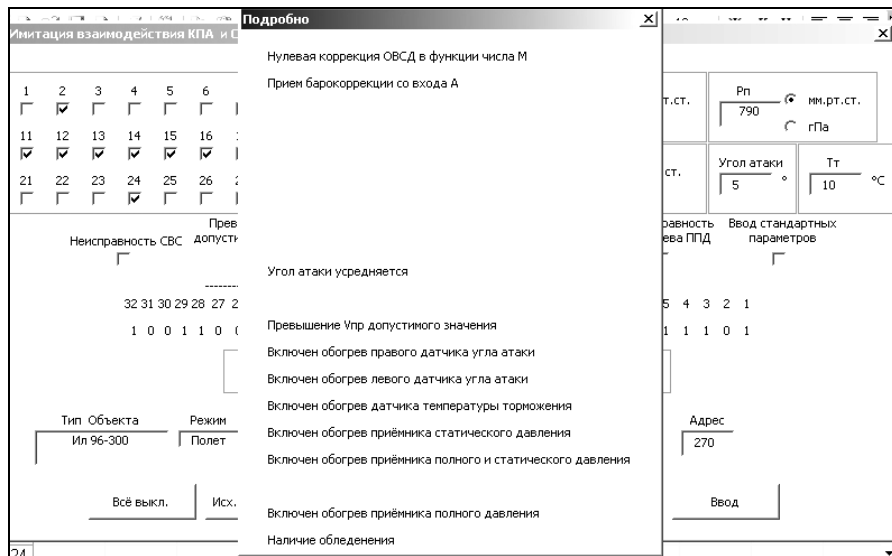 Подробно
Имитация взаимодействия КПА и С
Нулевая коррекция ОВСД в функции числа М
Прием барокоррекции со входа А
1 2 3 4 5 6
т.ст.
Рп
790
мм.рт.ст.
гПа
11 12 13 14 15 16
ст.
Угол атаки
5 °
Тт
10 °C
21 22 23 24 25 26
Прев
Неисправность СВС допусти
равность
ева ППД
Ввод стандартных
параметров
Угол атаки усредняется
32 31 30 29 28 27 2
5 4 3 2 1
Превышение Vпр допустимого значения
1 0 0 1 1 0 0
1 1 1 0 1
Включен обогрев правого датчика угла атаки
Включен обогрев левого датчика угла атаки
Включен обогрев датчика температуры торможения
Тип Объекта
Режим
Адрес
Включен обогрев приёмника статического давления
Ил 96-300
Полет
270
Включен обогрев приёмника полного и статического давления
Всё выкл.
Исх.
Ввод
Включен обогрев приёмника полного давления
Наличие обледенения
24